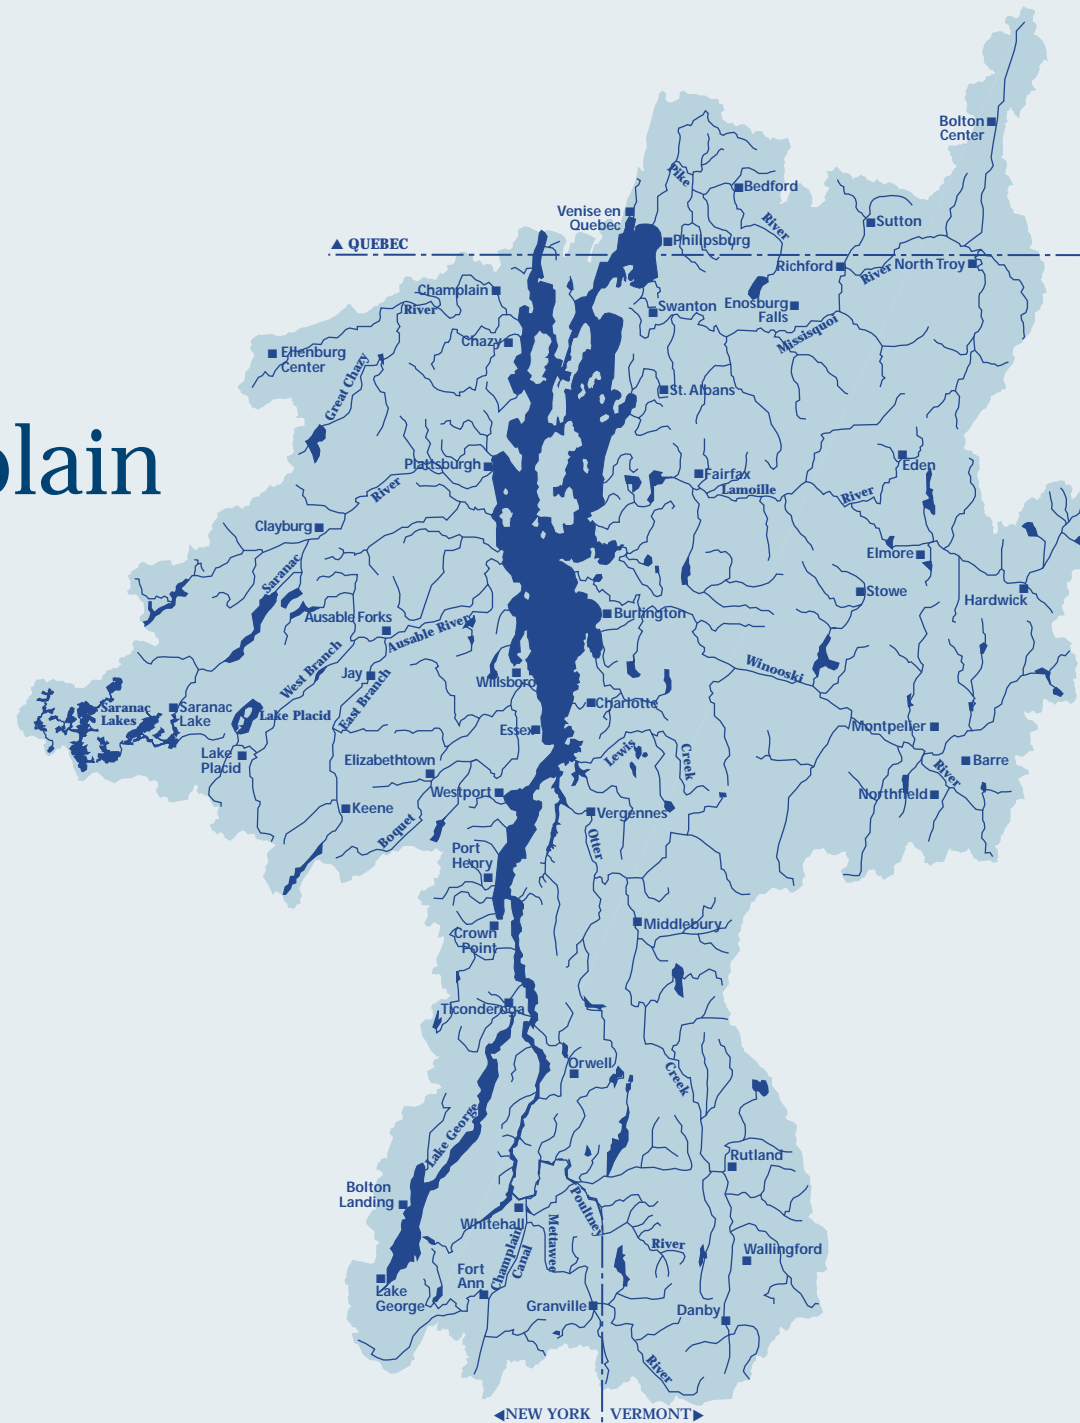 Bolton
Center
Pike
Bedford
Venise en
Quebec
River
Sutton
Philipsburg
QUEBEC
Richford
River
North Troy
Champlain
River
Swanton
Enosburg
Falls
Missisquoi
Chazy
Ellenburg
Center
Great Chazy
St. Albans
plain
Plattsburgh
River
Fairfax
Lamoille
River
Eden
Clayburg
Elmore
Saranac
Stowe
Hardwick
Ausable Forks
Ausable River
Burlington
West Branch
Jay
East Branch
Willsboro
Winooski
Saranac
Lakes
Saranac
Lake
Lake Placid
Charlotte
Essex
Montpelier
Lake
Placid
Elizabethtown
Lewis
Creek
River
Barre
Westport
Northfield
Keene
Boquet
Vergennes
Otter
Port
Henry
Crown
Point
Middlebury
Ticonderoga
Orwell
Creek
Lake George
Rutland
Bolton
Landing
Whitehall
Poultney
River
Mettawee
Champlain
Canal
Wallingford
Fort
Ann
Lake
George
Granville
Danby
River
NEW YORK
VERMONT